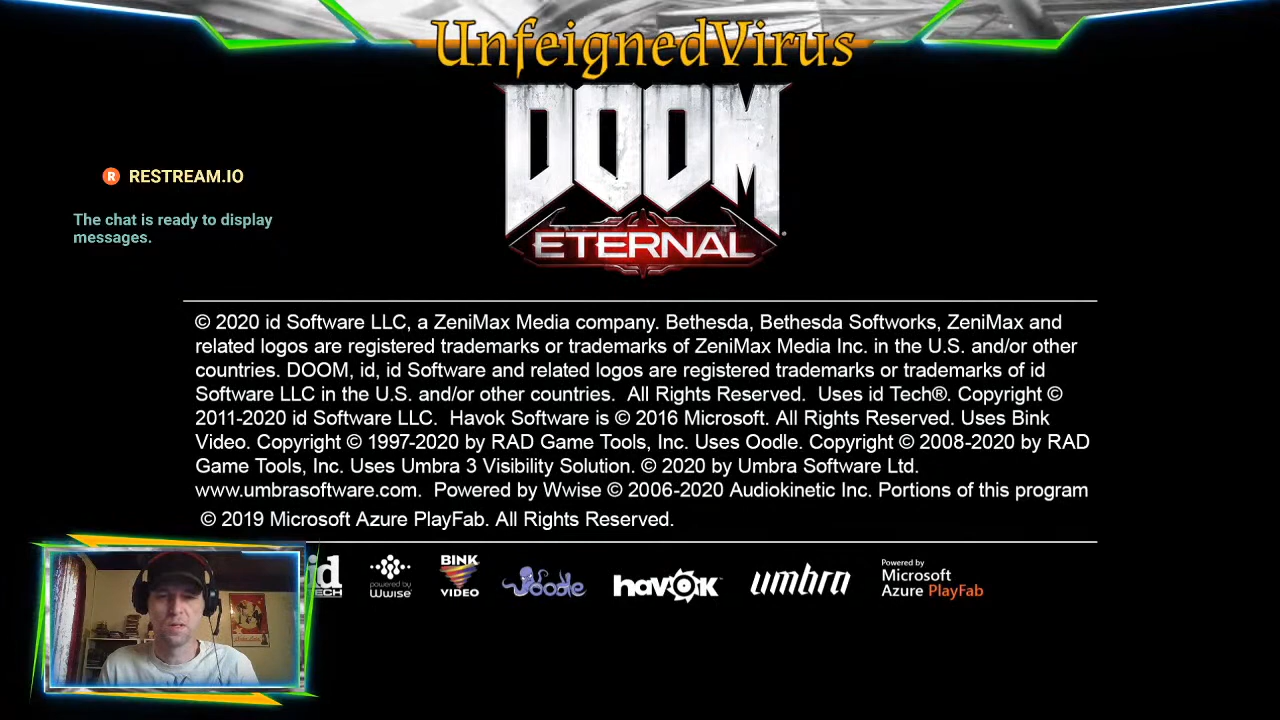 UnfeignedVirus
DOOM
ETERNAL
R RESTREAM.IO
The chat is ready to display
messages.
© 2020 id Software LLC, a ZeniMax Media company. Bethesda, Bethesda Softworks, ZeniMax and
related logos are registered trademarks or trademarks of ZeniMax Media Inc. in the U.S. and/or other
countries. DOOM, id, id Software and related logos are registered trademarks or trademarks of id
Software LLC in the U.S. and/or other countries.  All Rights Reserved.  Uses id Tech®. Copyright ©
2011-2020 id Software LLC.  Havok Software is © 2016 Microsoft. All Rights Reserved. Uses Bink
Video. Copyright © 1997-2020 by RAD Game Tools, Inc. Uses Oodle. Copyright © 2008-2020 by RAD
Game Tools, Inc. Uses Umbra 3 Visibility Solution. © 2020 by Umbra Software Ltd.
www.umbrasoftware.com.  Powered by Wwise © 2006-2020 Audiokinetic Inc. Portions of this program
© 2019 Microsoft Azure PlayFab. All Rights Reserved.
id
TECH
powered by
Wwise
BINK
VIDEO
Oodle
havok
umbra
Powered by
Microsoft
Azure PlayFab